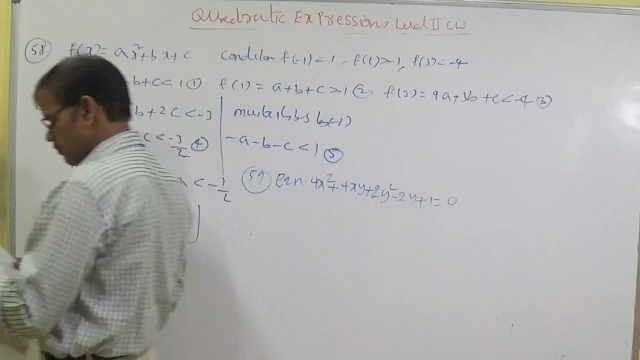 Quadratic Expressions Level II CW
58 f(x) = ax²+bx+c condition f(-1)<1, f(1)>-1, f(3)<-4
b+c<1 ① f(1) = a+b+c>-1 ② f(3) = 9a+3b+c<-4 ③
b+2c<-3 multi by b.s by(-1)
c<-3/2 ④ -a-b-c<1 ⑤
a<-1/2 59 Eqn 4x²+4xy+2y²-2y+1=0